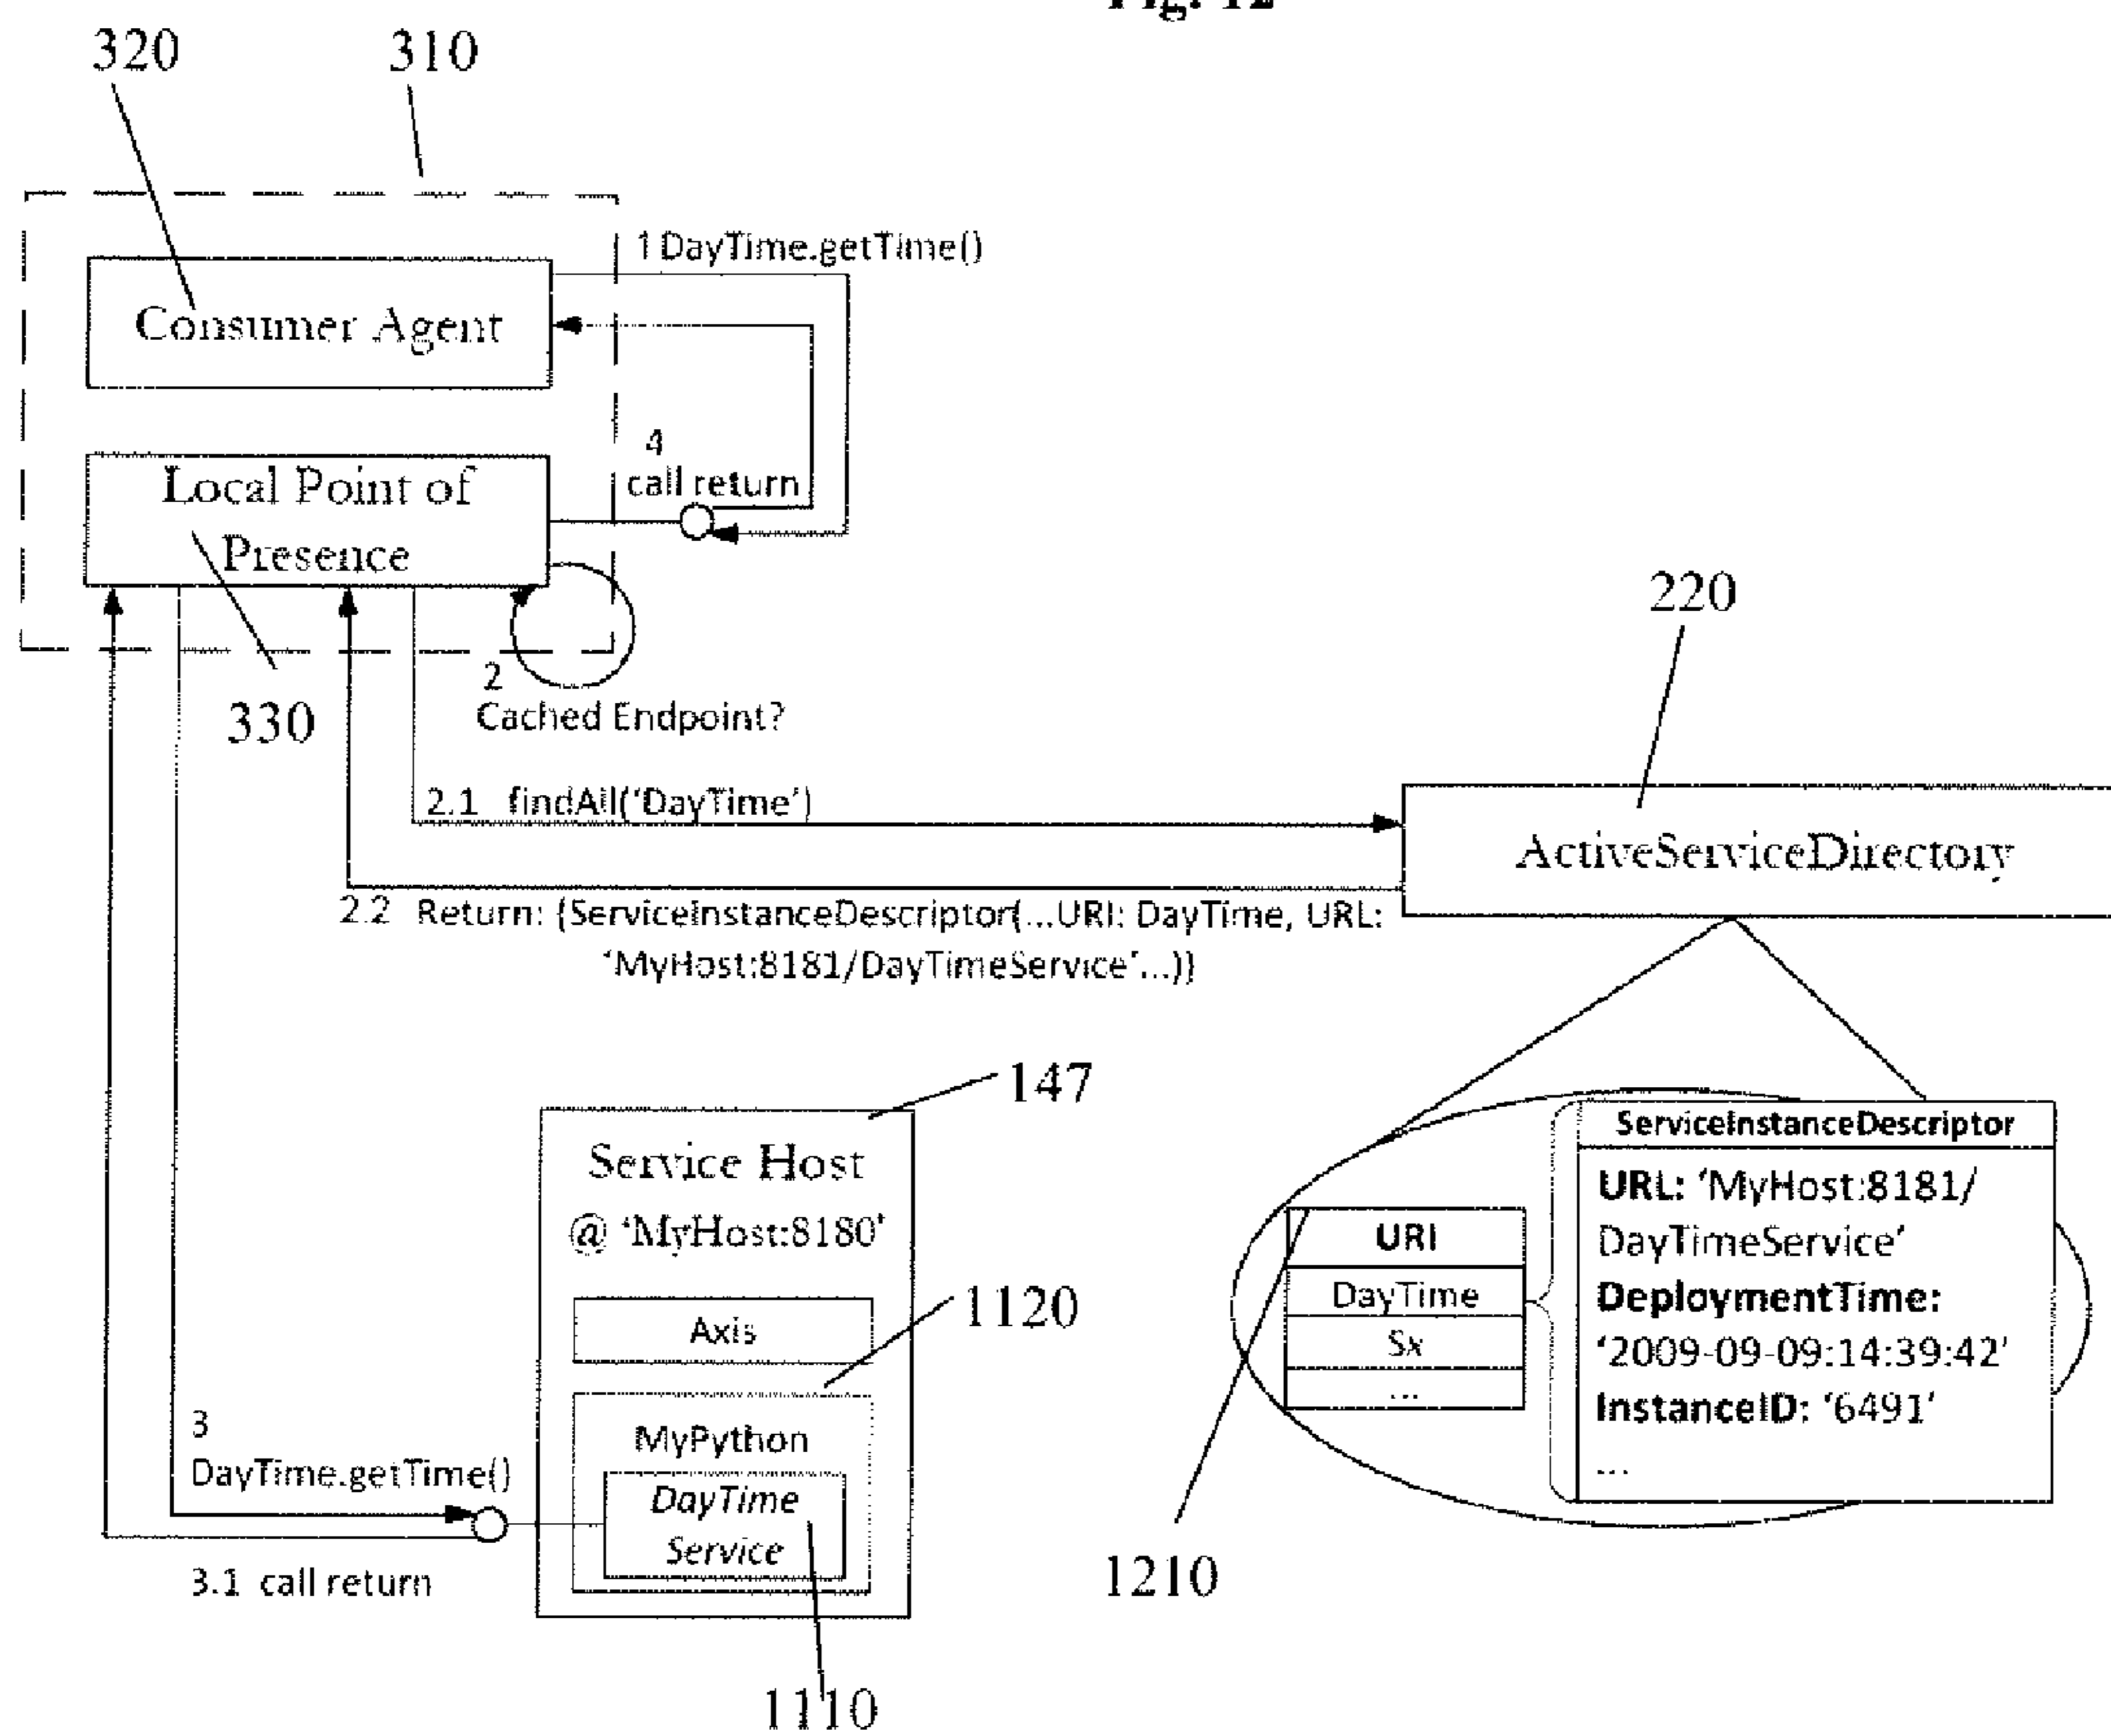 Fig. 12
320
310
1 DayTime.getTime()
Consumer Agent
4
call return
Local Point of
Presence
220
2
Cached Endpoint?
330
2.1 findAll('DayTime')
ActiveServiceDirectory
2.2 Return: {ServiceInstanceDescriptor(...URI: DayTime, URL:
'MyHost:8181/DayTimeService'...)}
147
Service Host
@ 'MyHost:8180'
1120
Axis
MyPython
DayTime
Service
3
DayTime.getTime()
3.1 call return
1110
ServiceInstanceDescriptor
URL: 'MyHost:8181/
DayTimeService'
DeploymentTime:
'2009-09-09:14:39:42'
InstanceID: '6491'
...
URI
DayTime
Sx
...
1210